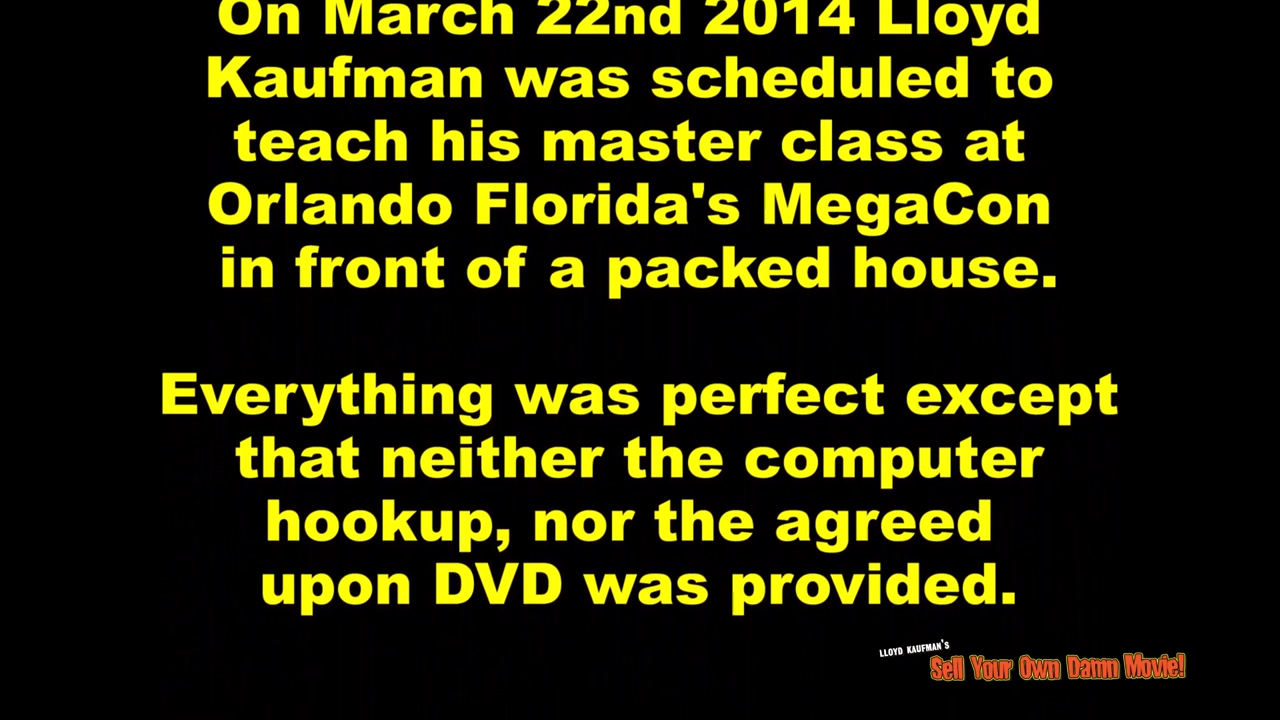 On March 22nd 2014 Lloyd
Kaufman was scheduled to
teach his master class at
Orlando Florida's MegaCon
in front of a packed house.
Everything was perfect except
that neither the computer
hookup, nor the agreed
upon DVD was provided.
LLOYD KAUFMAN'S
Sell Your Own Damn Movie!